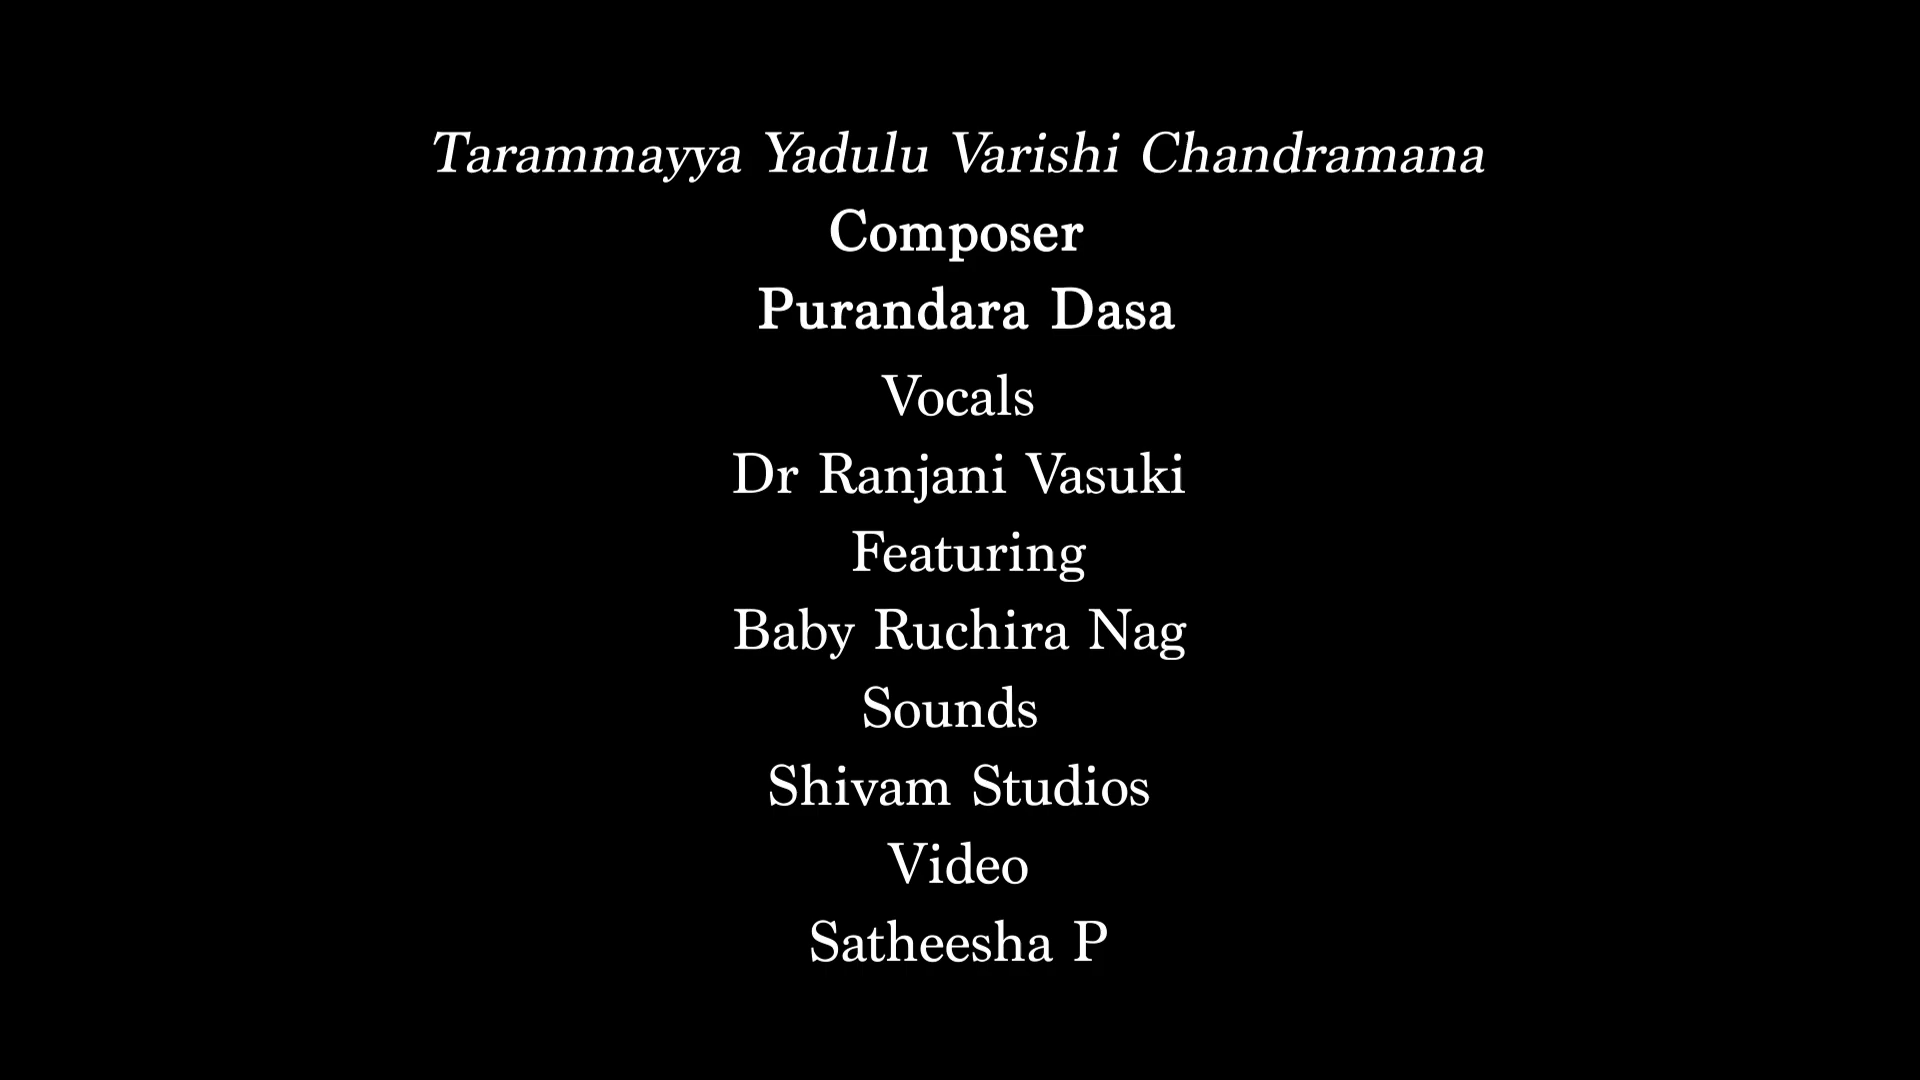 Tarammayya Yadulu Varishi Chandramana
Composer
Purandara Dasa
Vocals
Dr Ranjani Vasuki
Featuring
Baby Ruchira Nag
Sounds
Shivam Studios
Video
Satheesha P